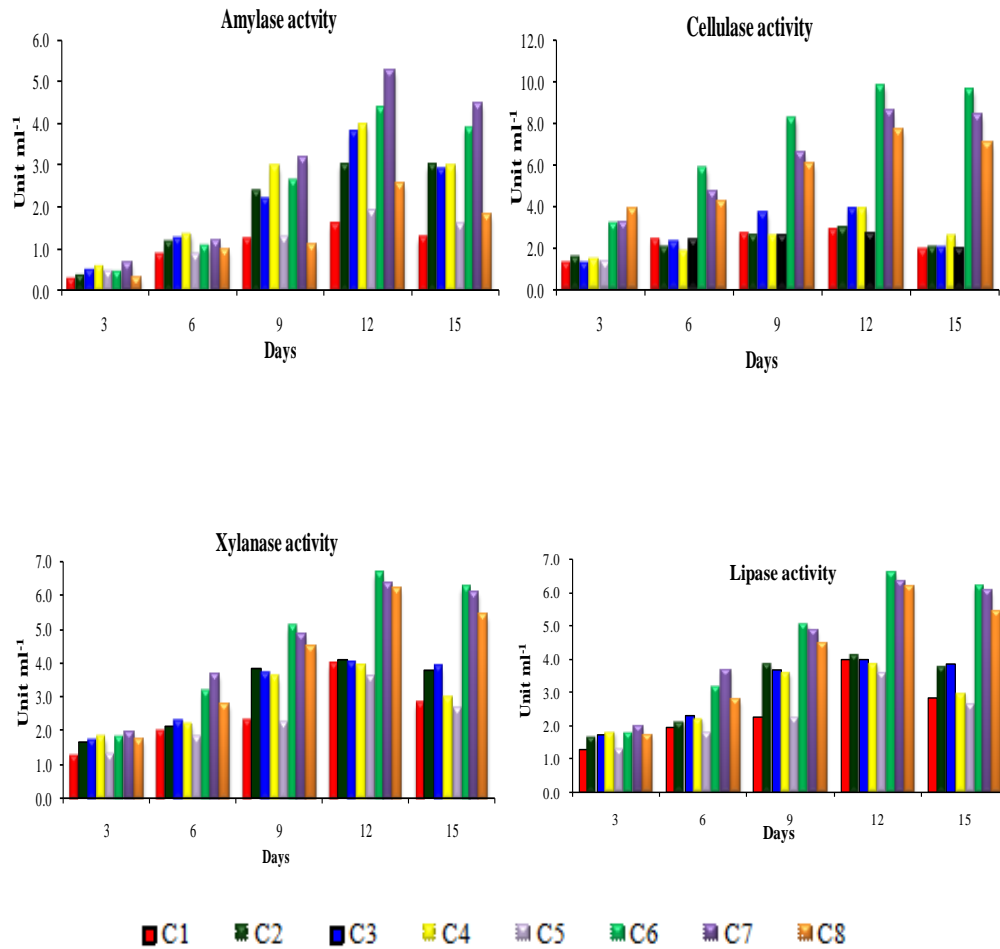 Amylase actvity
6.0
5.0
4.0
3.0
2.0
1.0
0.0
Unit ml-1
3 6 9 12 15
Days
Cellulase activity
12.0
10.0
8.0
6.0
4.0
2.0
0.0
Unit ml-1
3 6 9 12 15
Days
Xylanase activity
7.0
6.0
5.0
4.0
3.0
2.0
1.0
0.0
Unit ml-1
3 6 9 12 15
Days
Lipase activity
7.0
6.0
5.0
4.0
3.0
2.0
1.0
0.0
Unit ml-1
3 6 9 12 15
Days
C1 C2 C3 C4 C5 C6 C7 C8